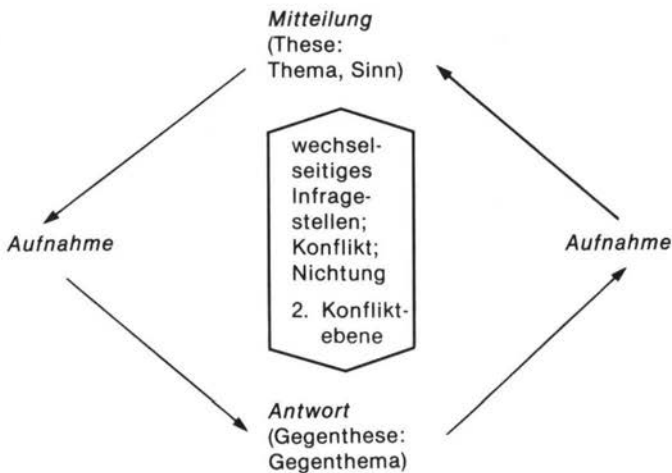 Mitteilung
(These:
Thema, Sinn)
wechsel-
seitiges
Infrage-
stellen;
Konflikt;
Nichtung
2. Konflikt-
ebene
Aufnahme
Aufnahme
Antwort
(Gegenthese:
Gegenthema)